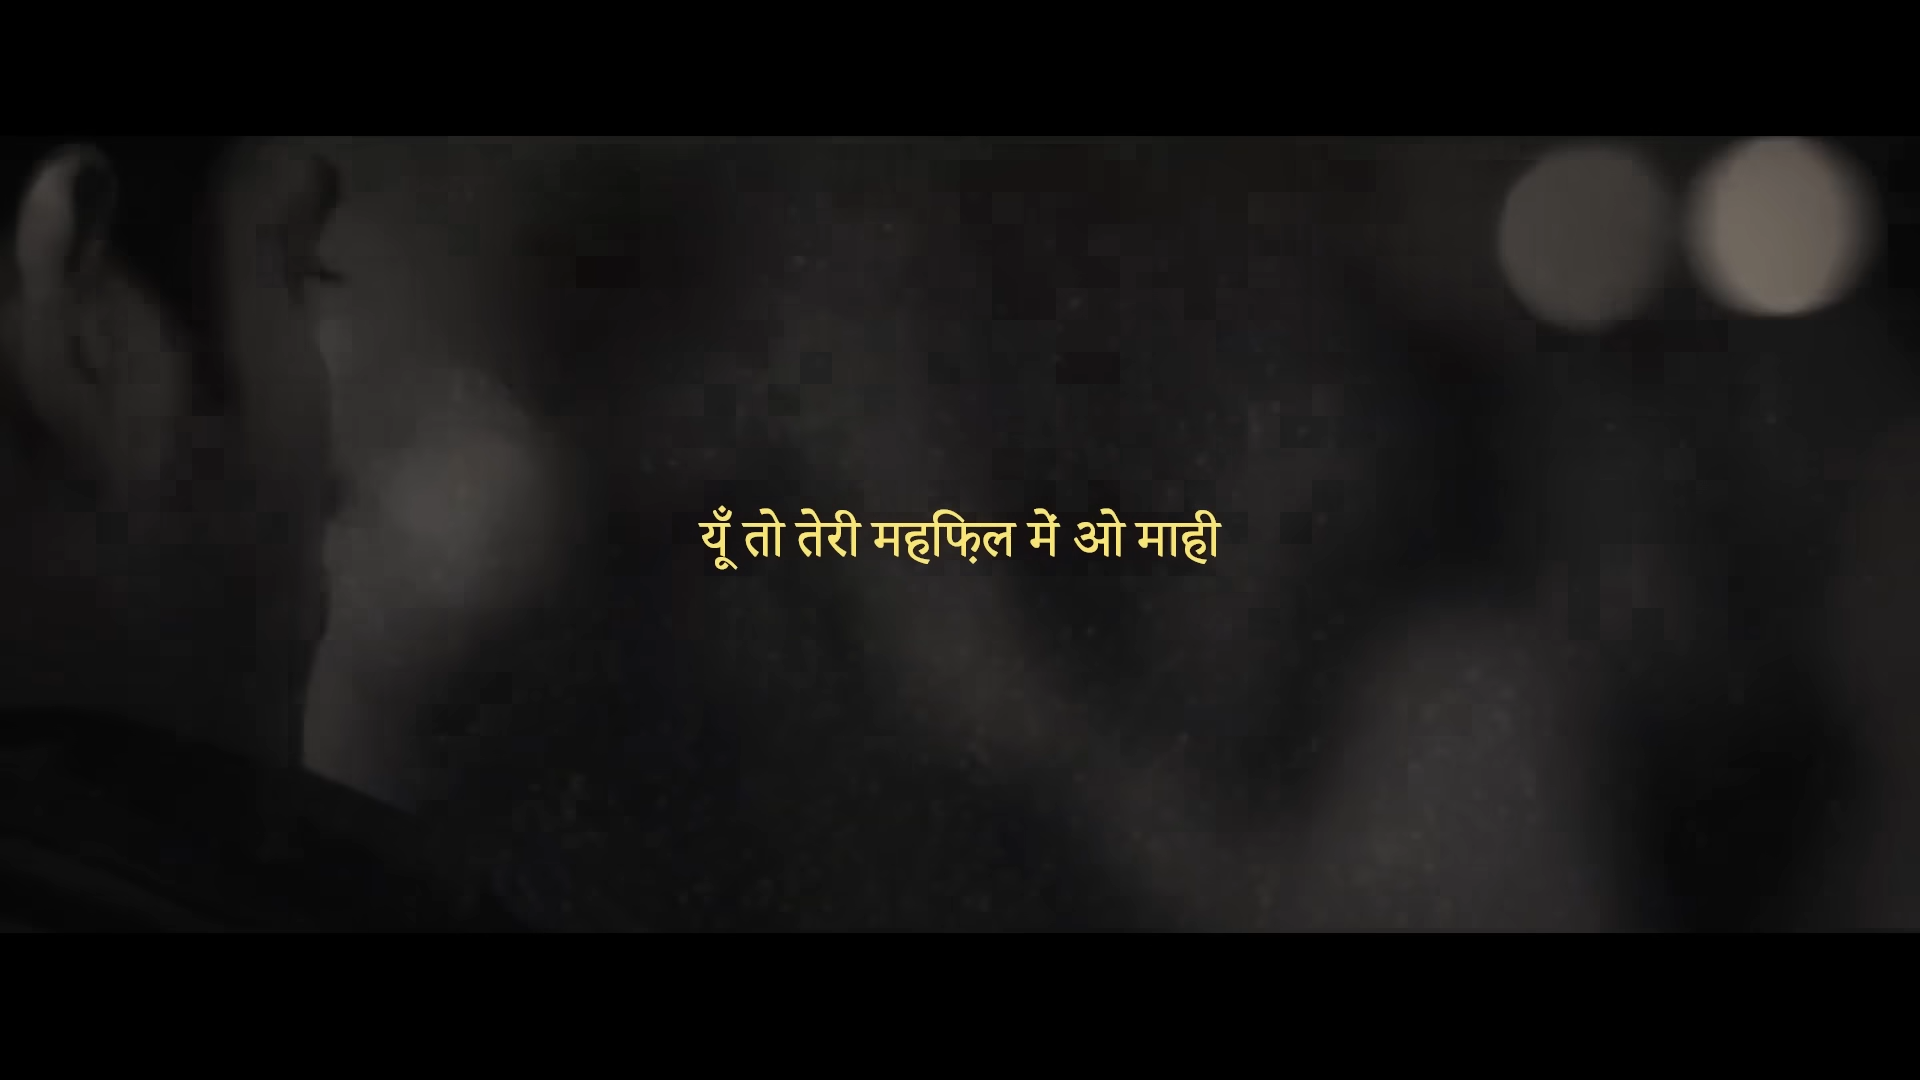 यूँ तो तेरी महफ़िल में ओ माही